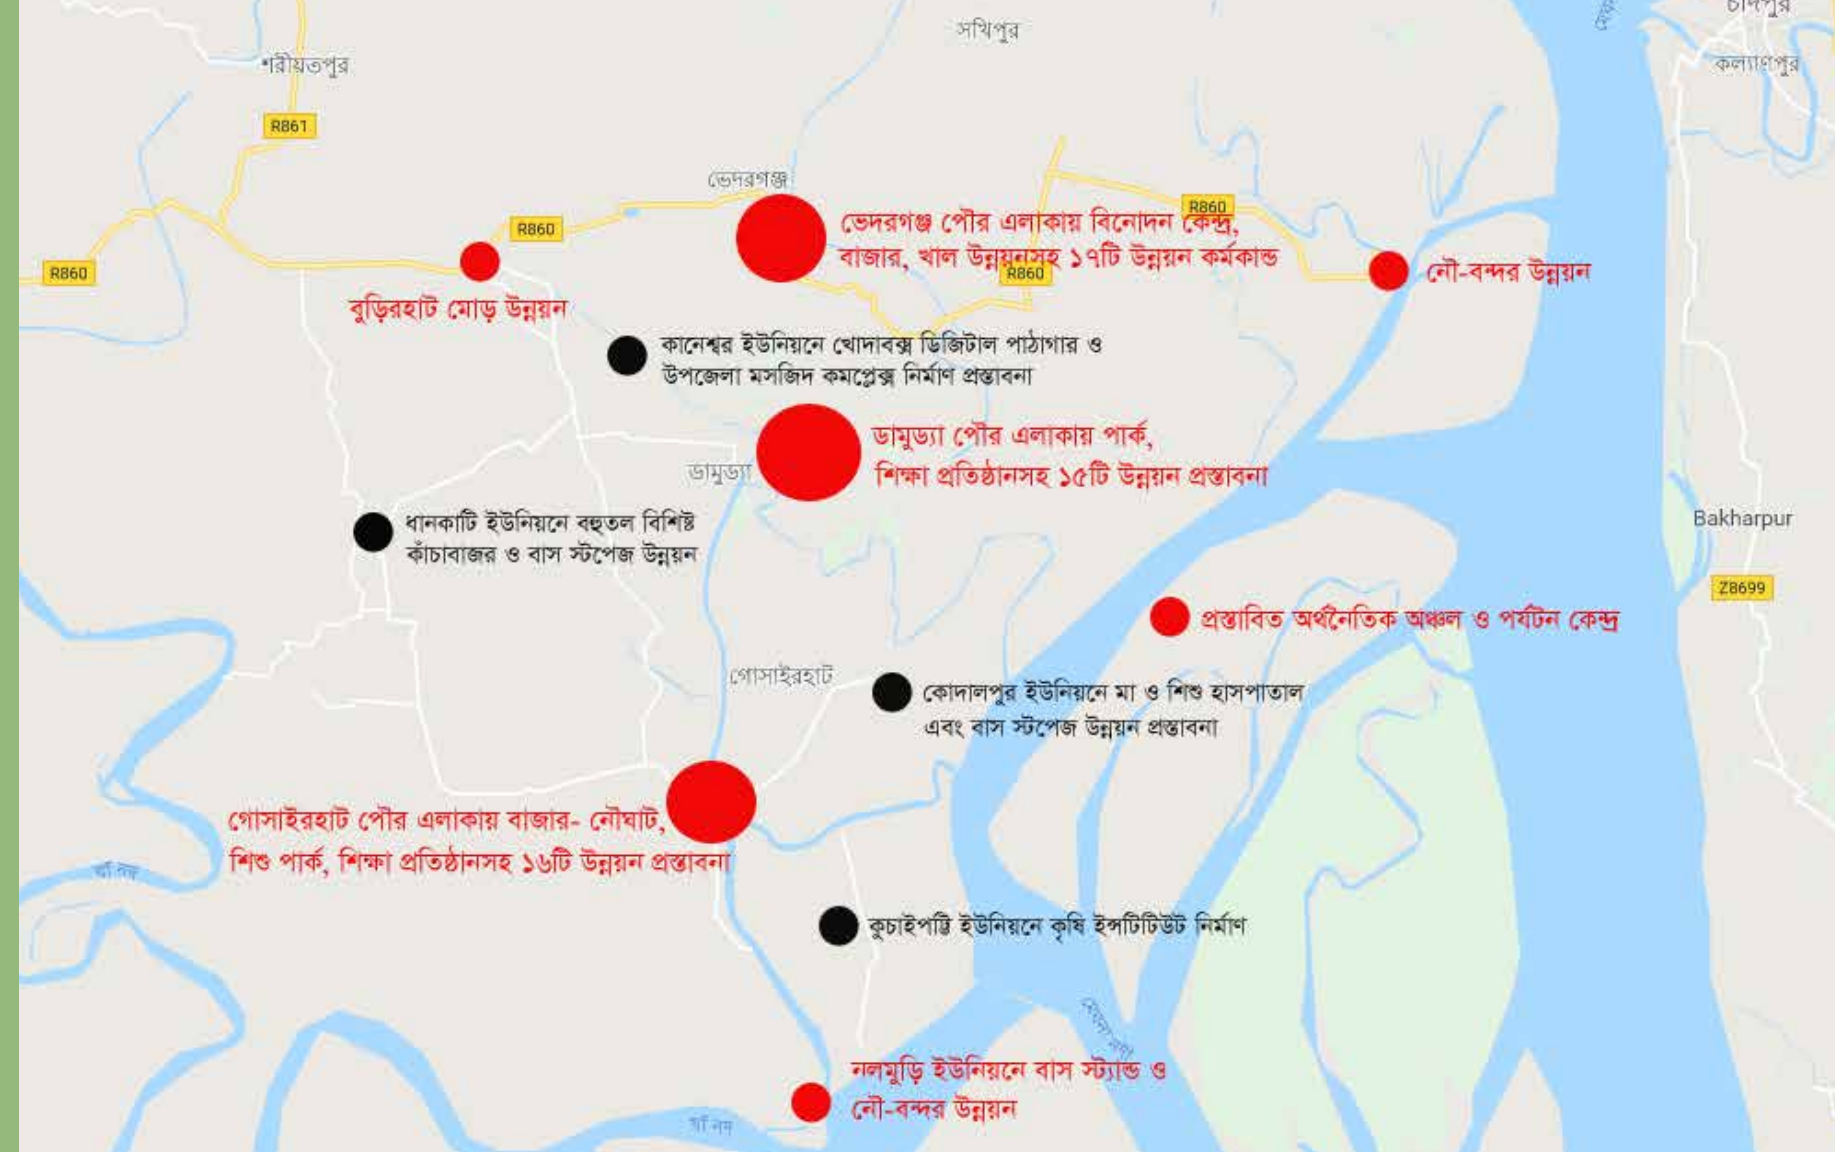 সখিপুর
চাঁদপুর
শরীয়তপুর
কল্যাণপুর
R861
ভেদরগঞ্জ
R860
R860
R860
ভেদরগঞ্জ পৌর এলাকায় বিনোদন কেন্দ্র,
বাজার, খাল উন্নয়নসহ ১৭টি উন্নয়ন কর্মকান্ড
R860
নৌ-বন্দর উন্নয়ন
বুড়িরহাট মোড় উন্নয়ন
কানেশ্বর ইউনিয়নে খোদাবক্স ডিজিটাল পাঠাগার ও
উপজেলা মসজিদ কমপ্লেক্স নির্মাণ প্রস্তাবনা
ডামুড্যা
ডামুড্যা পৌর এলাকায় পার্ক,
শিক্ষা প্রতিষ্ঠানসহ ১৫টি উন্নয়ন প্রস্তাবনা
ধানকাটি ইউনিয়নে বহুতল বিশিষ্ট
কাঁচাবাজর ও বাস স্টপেজ উন্নয়ন
Bakharpur
Z8699
প্রস্তাবিত অর্থনৈতিক অঞ্চল ও পর্যটন কেন্দ্র
গোসাইরহাট
কোদালপুর ইউনিয়নে মা ও শিশু হাসপাতাল
এবং বাস স্টপেজ উন্নয়ন প্রস্তাবনা
গোসাইরহাট পৌর এলাকায় বাজার- নৌঘাট,
শিশু পার্ক, শিক্ষা প্রতিষ্ঠানসহ ১৬টি উন্নয়ন প্রস্তাবনা
কুচাইপট্টি ইউনিয়নে কৃষি ইন্সটিটিউট নির্মাণ
নলমুড়ি ইউনিয়নে বাস স্ট্যান্ড ও
নৌ-বন্দর উন্নয়ন